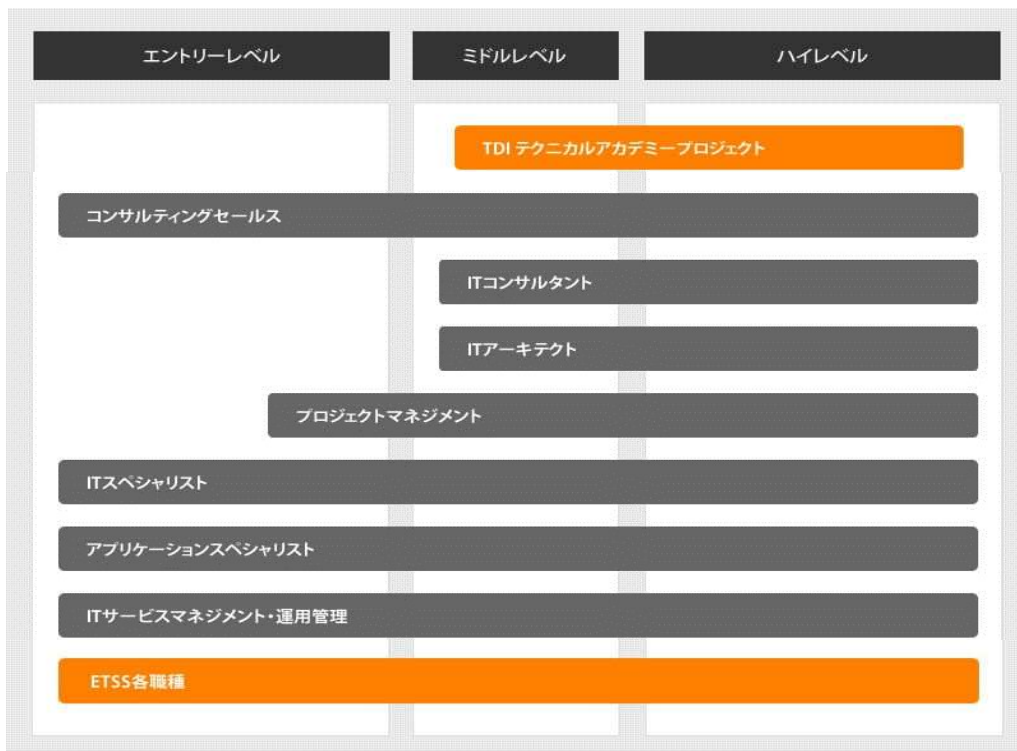 エントリーレベル ミドルレベル ハイレベル
TDI テクニカルアカデミープロジェクト
コンサルティングセールス
ITコンサルタント
ITアーキテクト
プロジェクトマネジメント
ITスペシャリスト
アプリケーションスペシャリスト
ITサービスマネジメント・運用管理
ETSS各職種